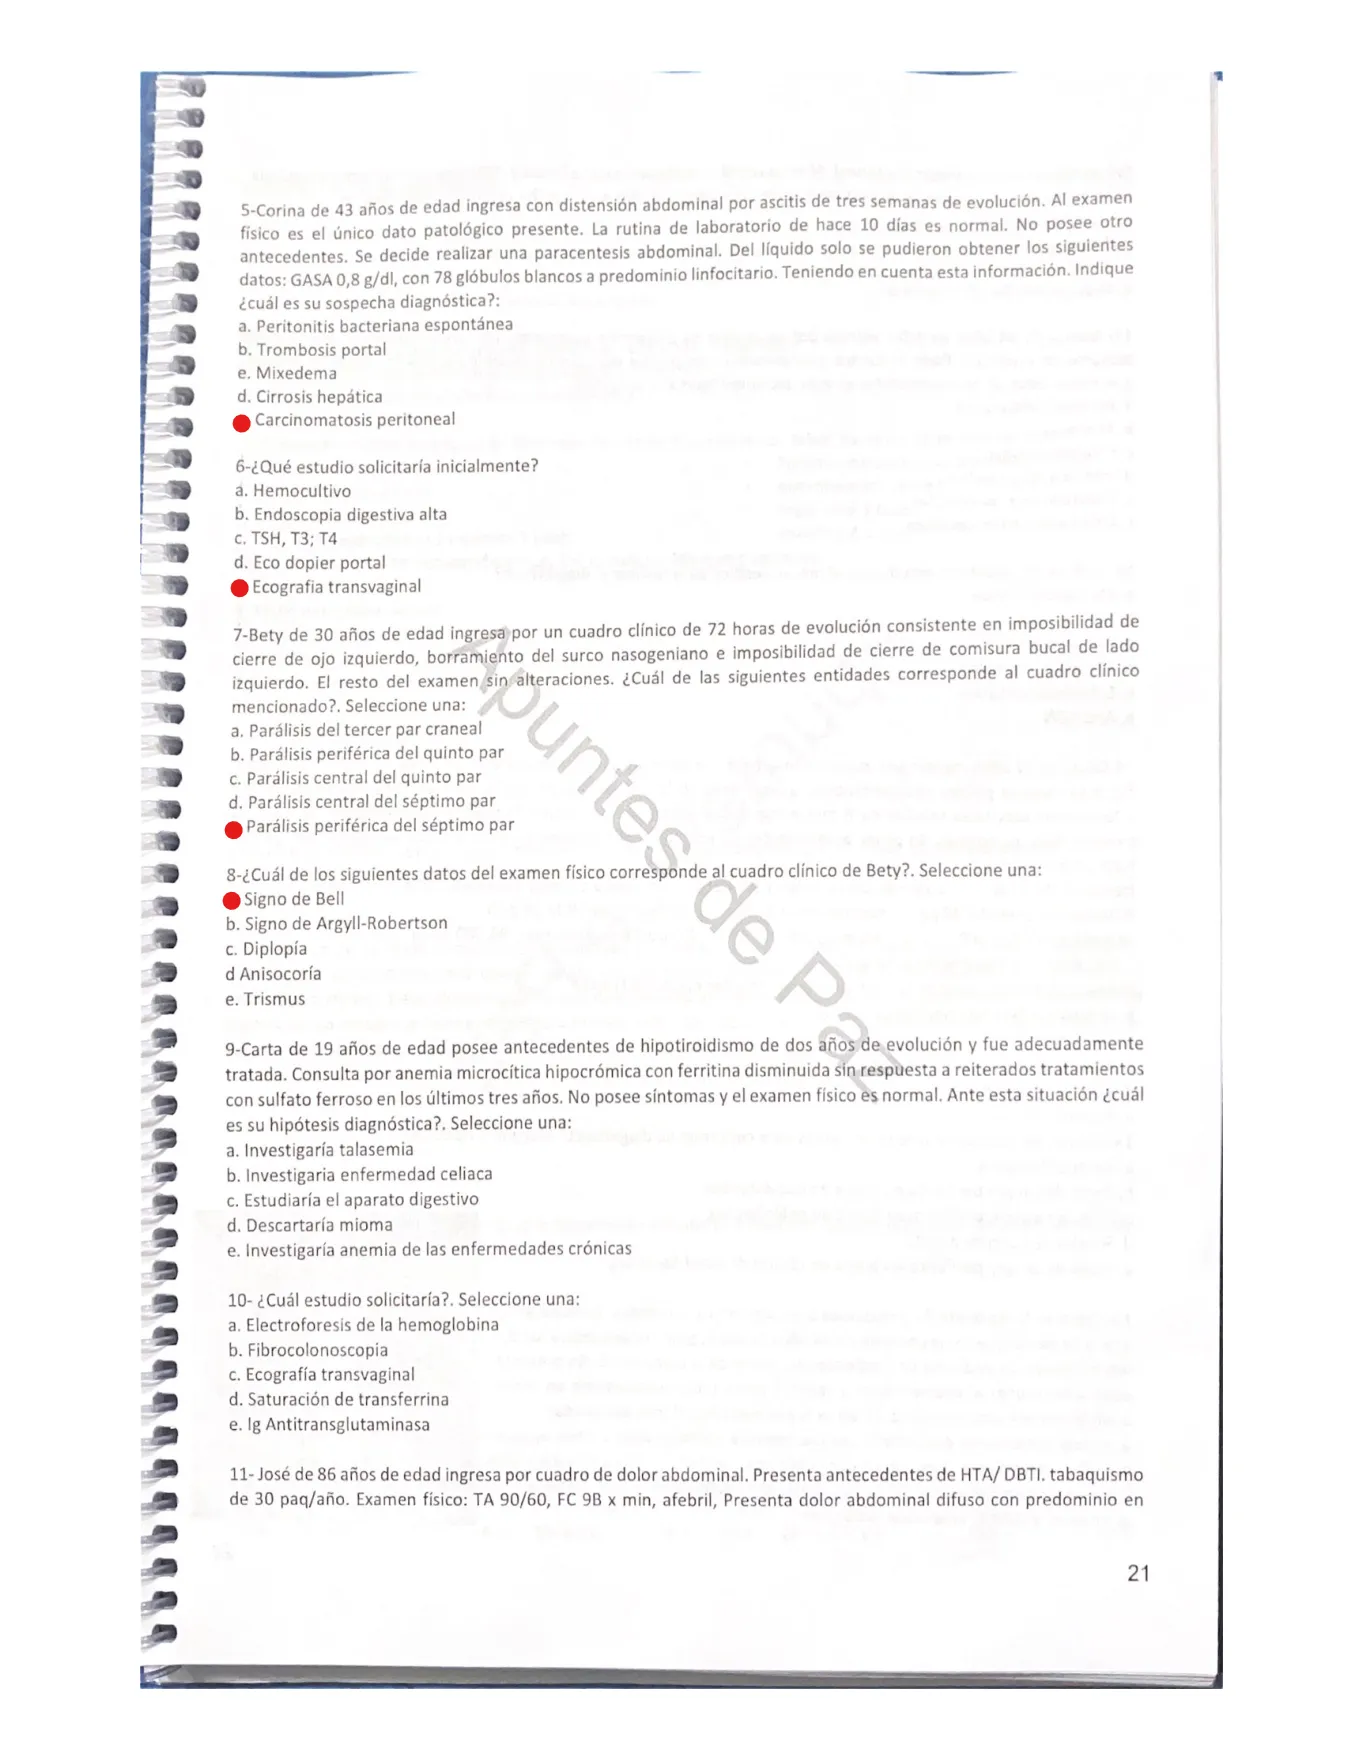 5-Corina de 43 años de edad ingresa con distensión abdominal por ascitis de tres semanas de evolución. Al examen
físico es el único dato patológico presente. La rutina de laboratorio de hace 10 días es normal. No posee otro
antecedentes. Se decide realizar una paracentesis abdominal. Del líquido solo se pudieron obtener los siguientes
datos: GASA 0,8 g/dl, con 78 glóbulos blancos a predominio linfocitario. Teniendo en cuenta esta información. Indique
¿cuál es su sospecha diagnóstica?:
a. Peritonitis bacteriana espontánea
b. Trombosis portal
e. Mixedema
d. Cirrosis hepática
Carcinomatosis peritoneal
6-¿Qué estudio solicitaría inicialmente?
a. Hemocultivo
b. Endoscopia digestiva alta
c. TSH, T3; T4
d. Eco dopier portal
Ecografia transvaginal
7-Bety de 30 años de edad ingresa por un cuadro clínico de 72 horas de evolución consistente en imposibilidad de
cierre de ojo izquierdo, borramiento del surco nasogeniano e imposibilidad de cierre de comisura bucal de lado
izquierdo. El resto del examen sin alteraciones. ¿Cuál de las siguientes entidades corresponde al cuadro clínico
mencionado?. Seleccione una:
a. Parálisis del tercer par craneal
b. Parálisis periférica del quinto par
c. Parálisis central del quinto par
d. Parálisis central del séptimo par
Parálisis periférica del séptimo par
8-¿Cuál de los siguientes datos del examen físico corresponde al cuadro clínico de Bety?. Seleccione una:
Signo de Bell
b. Signo de Argyll-Robertson
c. Diplopía
d Anisocoría
e. Trismus
9-Carta de 19 años de edad posee antecedentes de hipotiroidismo de dos años de evolución y fue adecuadamente
tratada. Consulta por anemia microcítica hipocrómica con ferritina disminuida sin respuesta a reiterados tratamientos
con sulfato ferroso en los últimos tres años. No posee síntomas y el examen físico es normal. Ante esta situación ¿cuál
es su hipótesis diagnóstica?. Seleccione una:
a. Investigaría talasemia
b. Investigaria enfermedad celiaca
c. Estudiaría el aparato digestivo
d. Descartaría mioma
e. Investigaría anemia de las enfermedades crónicas
10- ¿Cuál estudio solicitaría?. Seleccione una:
a. Electroforesis de la hemoglobina
b. Fibrocolonoscopia
c. Ecografía transvaginal
d. Saturación de transferrina
e. Ig Antitransglutaminasa
11- José de 86 años de edad ingresa por cuadro de dolor abdominal. Presenta antecedentes de HTA/ DBTI. tabaquismo
de 30 paq/año. Examen físico: TA 90/60, FC 9B x min, afebril, Presenta dolor abdominal difuso con predominio en
21
Apuntes de Paz